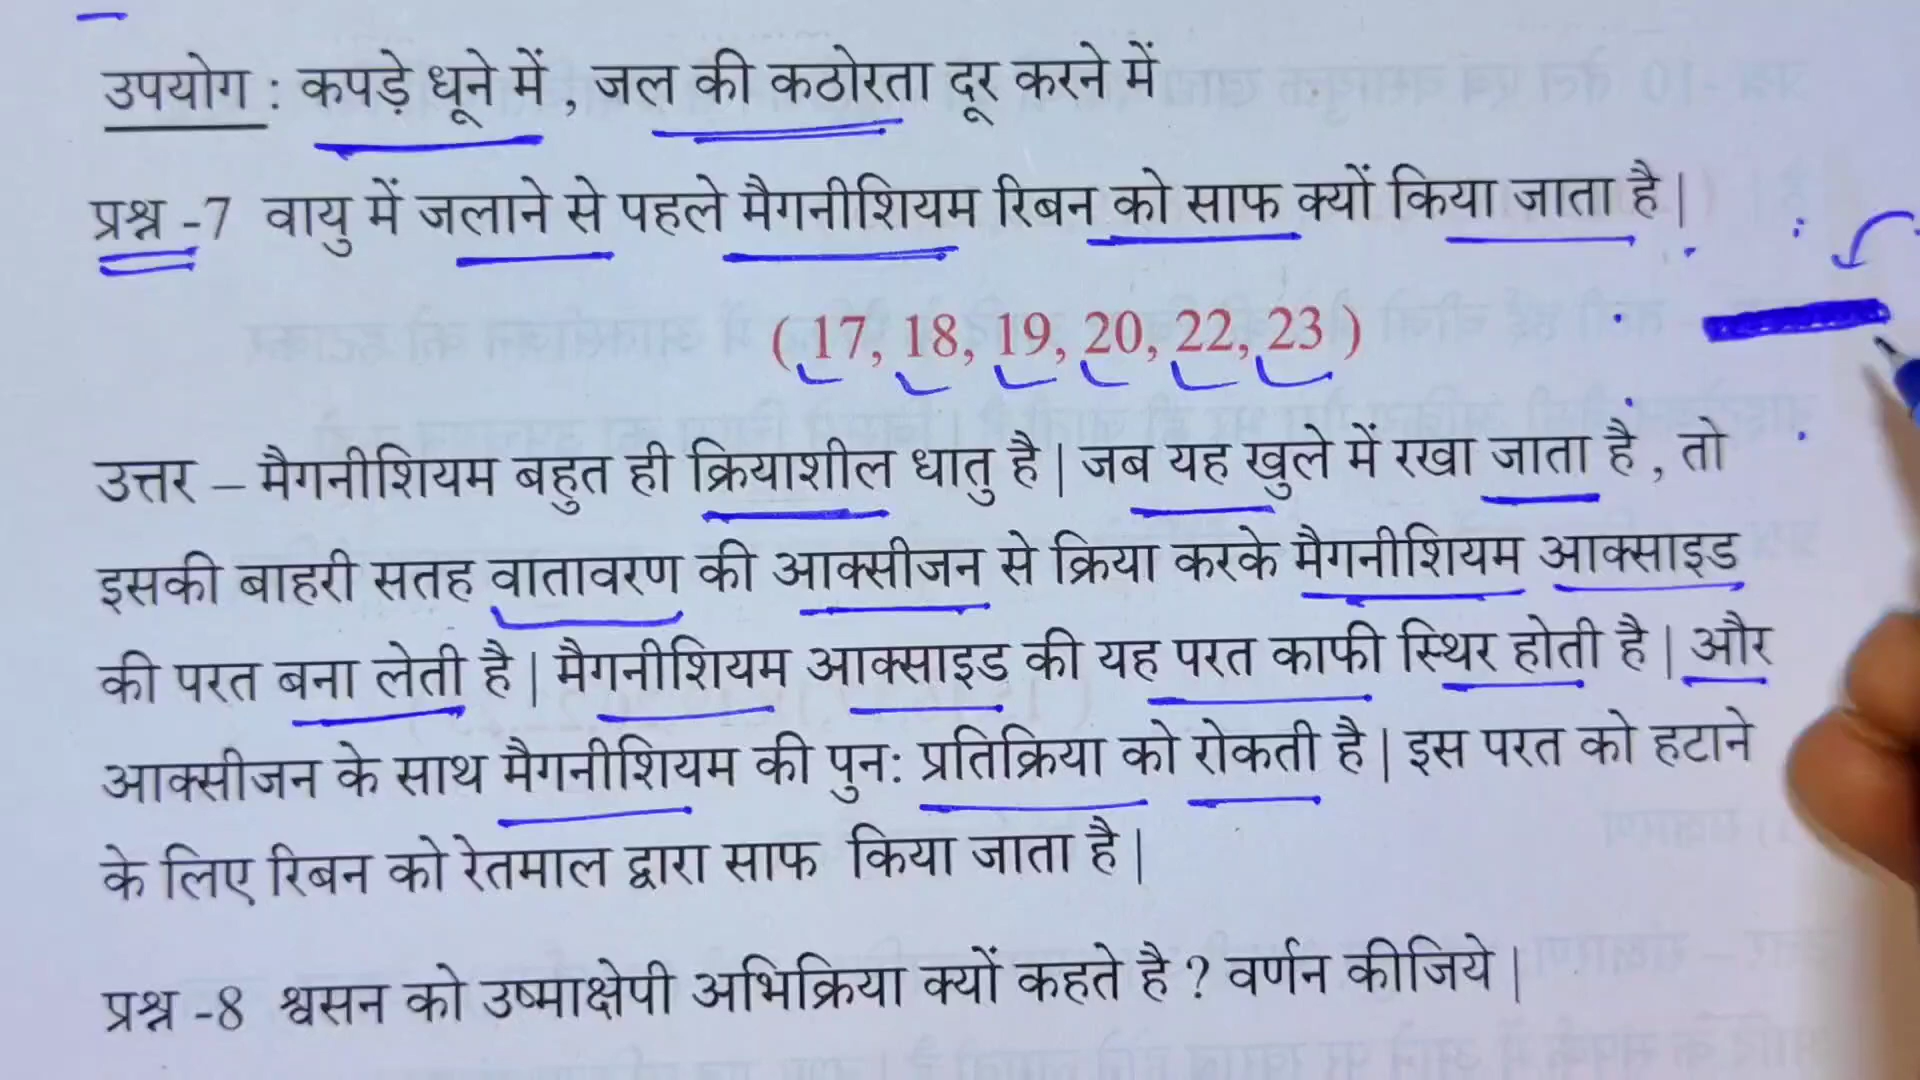 उपयोग : कपड़े धूने में , जल की कठोरता दूर करने में
प्रश्न -7 वायु में जलाने से पहले मैगनीशियम रिबन को साफ क्यों किया जाता है |
( 17, 18, 19, 20, 22, 23 )
उत्तर – मैगनीशियम बहुत ही क्रियाशील धातु है | जब यह खुले में रखा जाता है , तो
इसकी बाहरी सतह वातावरण की आक्सीजन से क्रिया करके मैगनीशियम आक्साइड
की परत बना लेती है | मैगनीशियम आक्साइड की यह परत काफी स्थिर होती है | और
आक्सीजन के साथ मैगनीशियम की पुन: प्रतिक्रिया को रोकती है | इस परत को हटाने
के लिए रिबन को रेतमाल द्वारा साफ किया जाता है |
प्रश्न -8 श्वसन को उष्माक्षेपी अभिक्रिया क्यों कहते है ? वर्णन कीजिये |